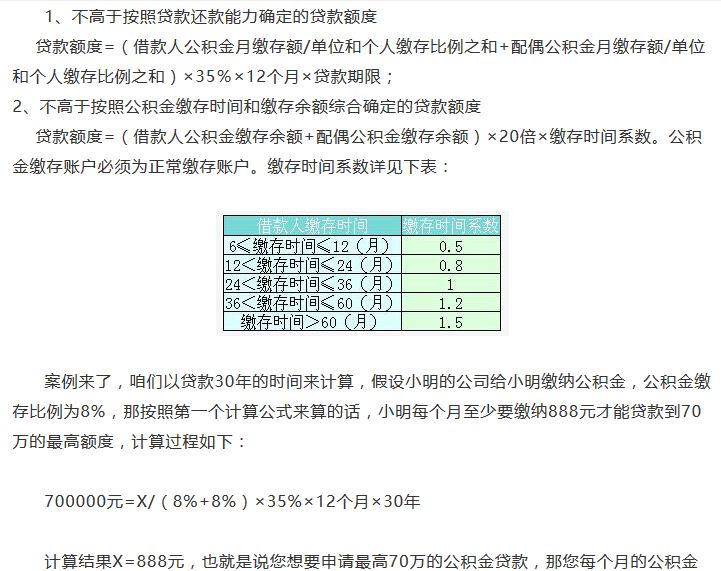 1、不高于按照贷款还款能力确定的贷款额度
贷款额度=（借款人公积金月缴存额/单位和个人缴存比例之和+配偶公积金月缴存额/单位
和个人缴存比例之和）×35%×12个月×贷款期限；
2、不高于按照公积金缴存时间和缴存余额综合确定的贷款额度
贷款额度=（借款人公积金缴存余额+配偶公积金缴存余额）×20倍×缴存时间系数。公积
金缴存账户必须为正常缴存账户。缴存时间系数详见下表：
借款人缴存时间 缴存时间系数
6≤缴存时间≤12（月） 0.5
12＜缴存时间≤24（月） 0.8
24＜缴存时间≤36（月） 1
36＜缴存时间≤60（月） 1.2
缴存时间＞60（月） 1.5
案例来了，咱们以贷款30年的时间来计算，假设小明的公司给小明缴纳公积金，公积金缴
存比例为8%，那按照第一个计算公式来算的话，小明每个月至少要缴纳888元才能贷款到70
万的最高额度，计算过程如下：
700000元=X/（8%+8%）×35%×12个月×30年
计算结果X=888元，也就是说您想要申请最高70万的公积金贷款，那您每个月的公积金